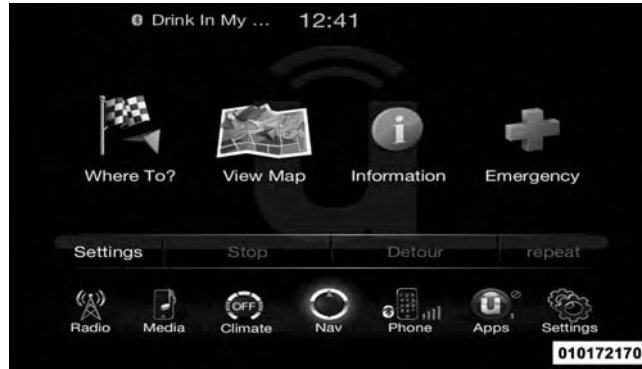 Drink In My ... 12:41
Where To? View Map Information Emergency
Settings Stop Detour repeat
OFF
Radio Media Climate Nav Phone Apps Settings
010172170